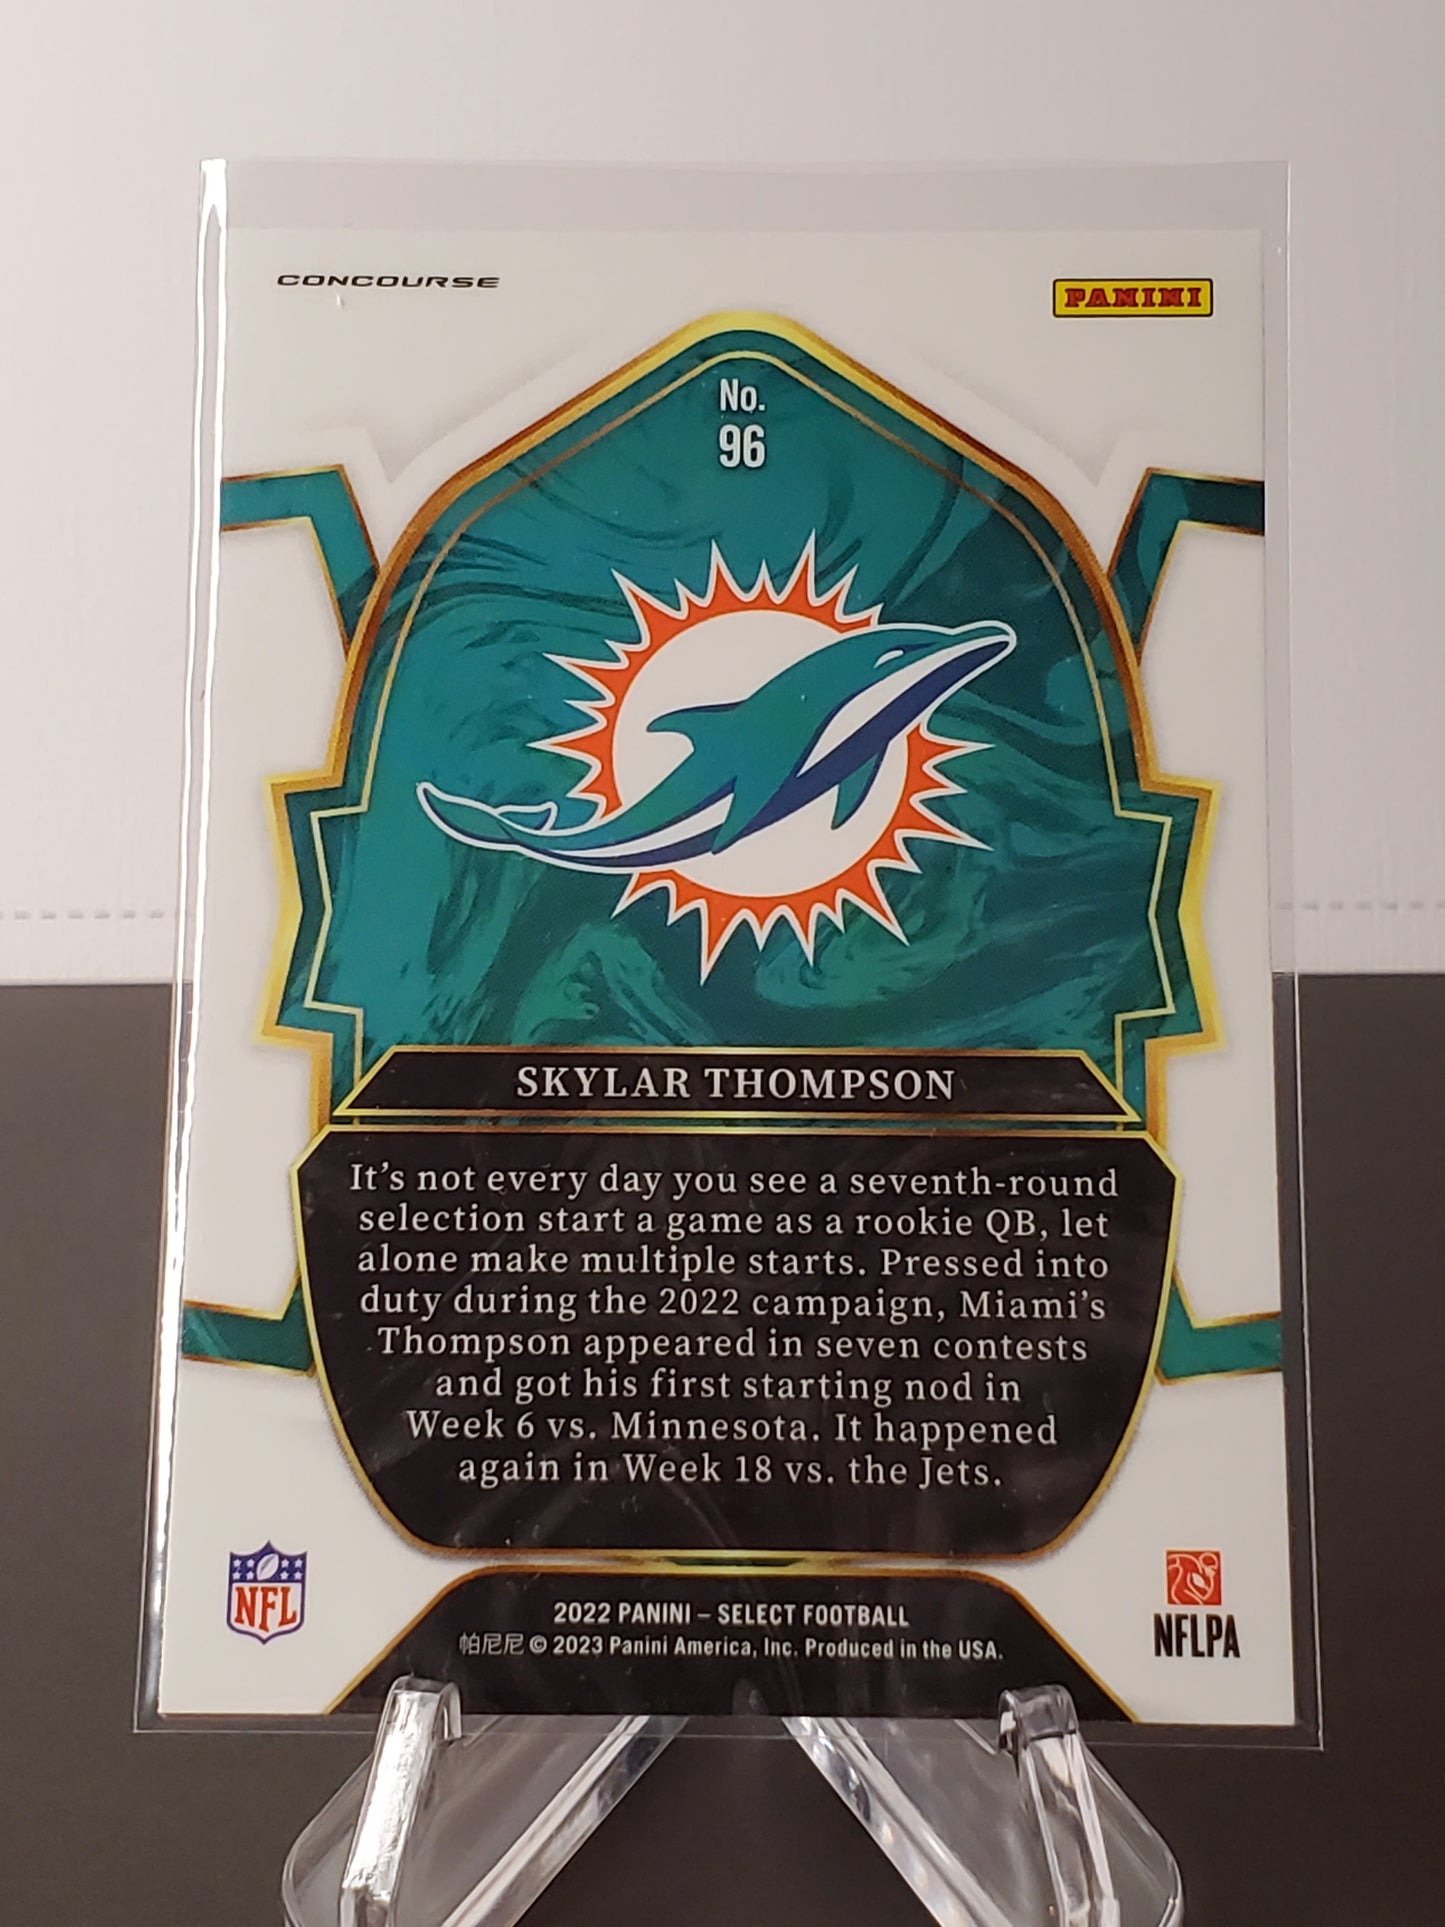 CONCOURSE
PANINI
No.
96
SKYLAR THOMPSON
It's not every day you see a seventh-round
selection start a game as a rookie QB, let
alone make multiple starts. Pressed into
duty during the 2022 campaign, Miami's
Thompson appeared in seven contests
and got his first starting nod in
Week 6 vs. Minnesota. It happened
again in Week 18 vs. the Jets.
NFL
2022 PANINI – SELECT FOOTBALL
帕尼尼 © 2023 Panini America, Inc. Produced in the USA.
NFLPA